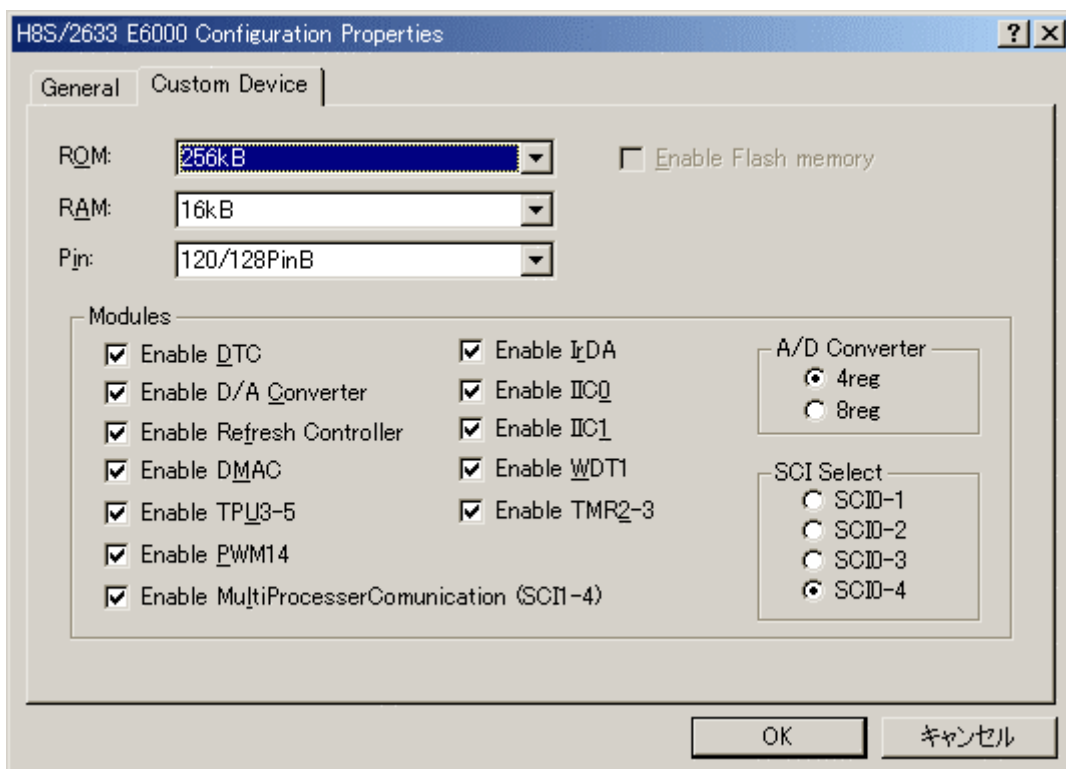 H8S/2633 E6000 Configuration Properties
General
Custom Device
ROM:
256kB
Enable Flash memory
RAM:
16kB
Pin:
120/128PinB
Modules
Enable DTC
Enable D/A Converter
Enable Refresh Controller
Enable DMAC
Enable TPU3-5
Enable PWM14
Enable MultiProcesserComunication (SCI1-4)
Enable IrDA
Enable IIC0
Enable IIC1
Enable WDT1
Enable TMR2-3
A/D Converter
4reg
8reg
SCI Select
SCI0-1
SCI0-2
SCI0-3
SCI0-4
OK
キャンセル